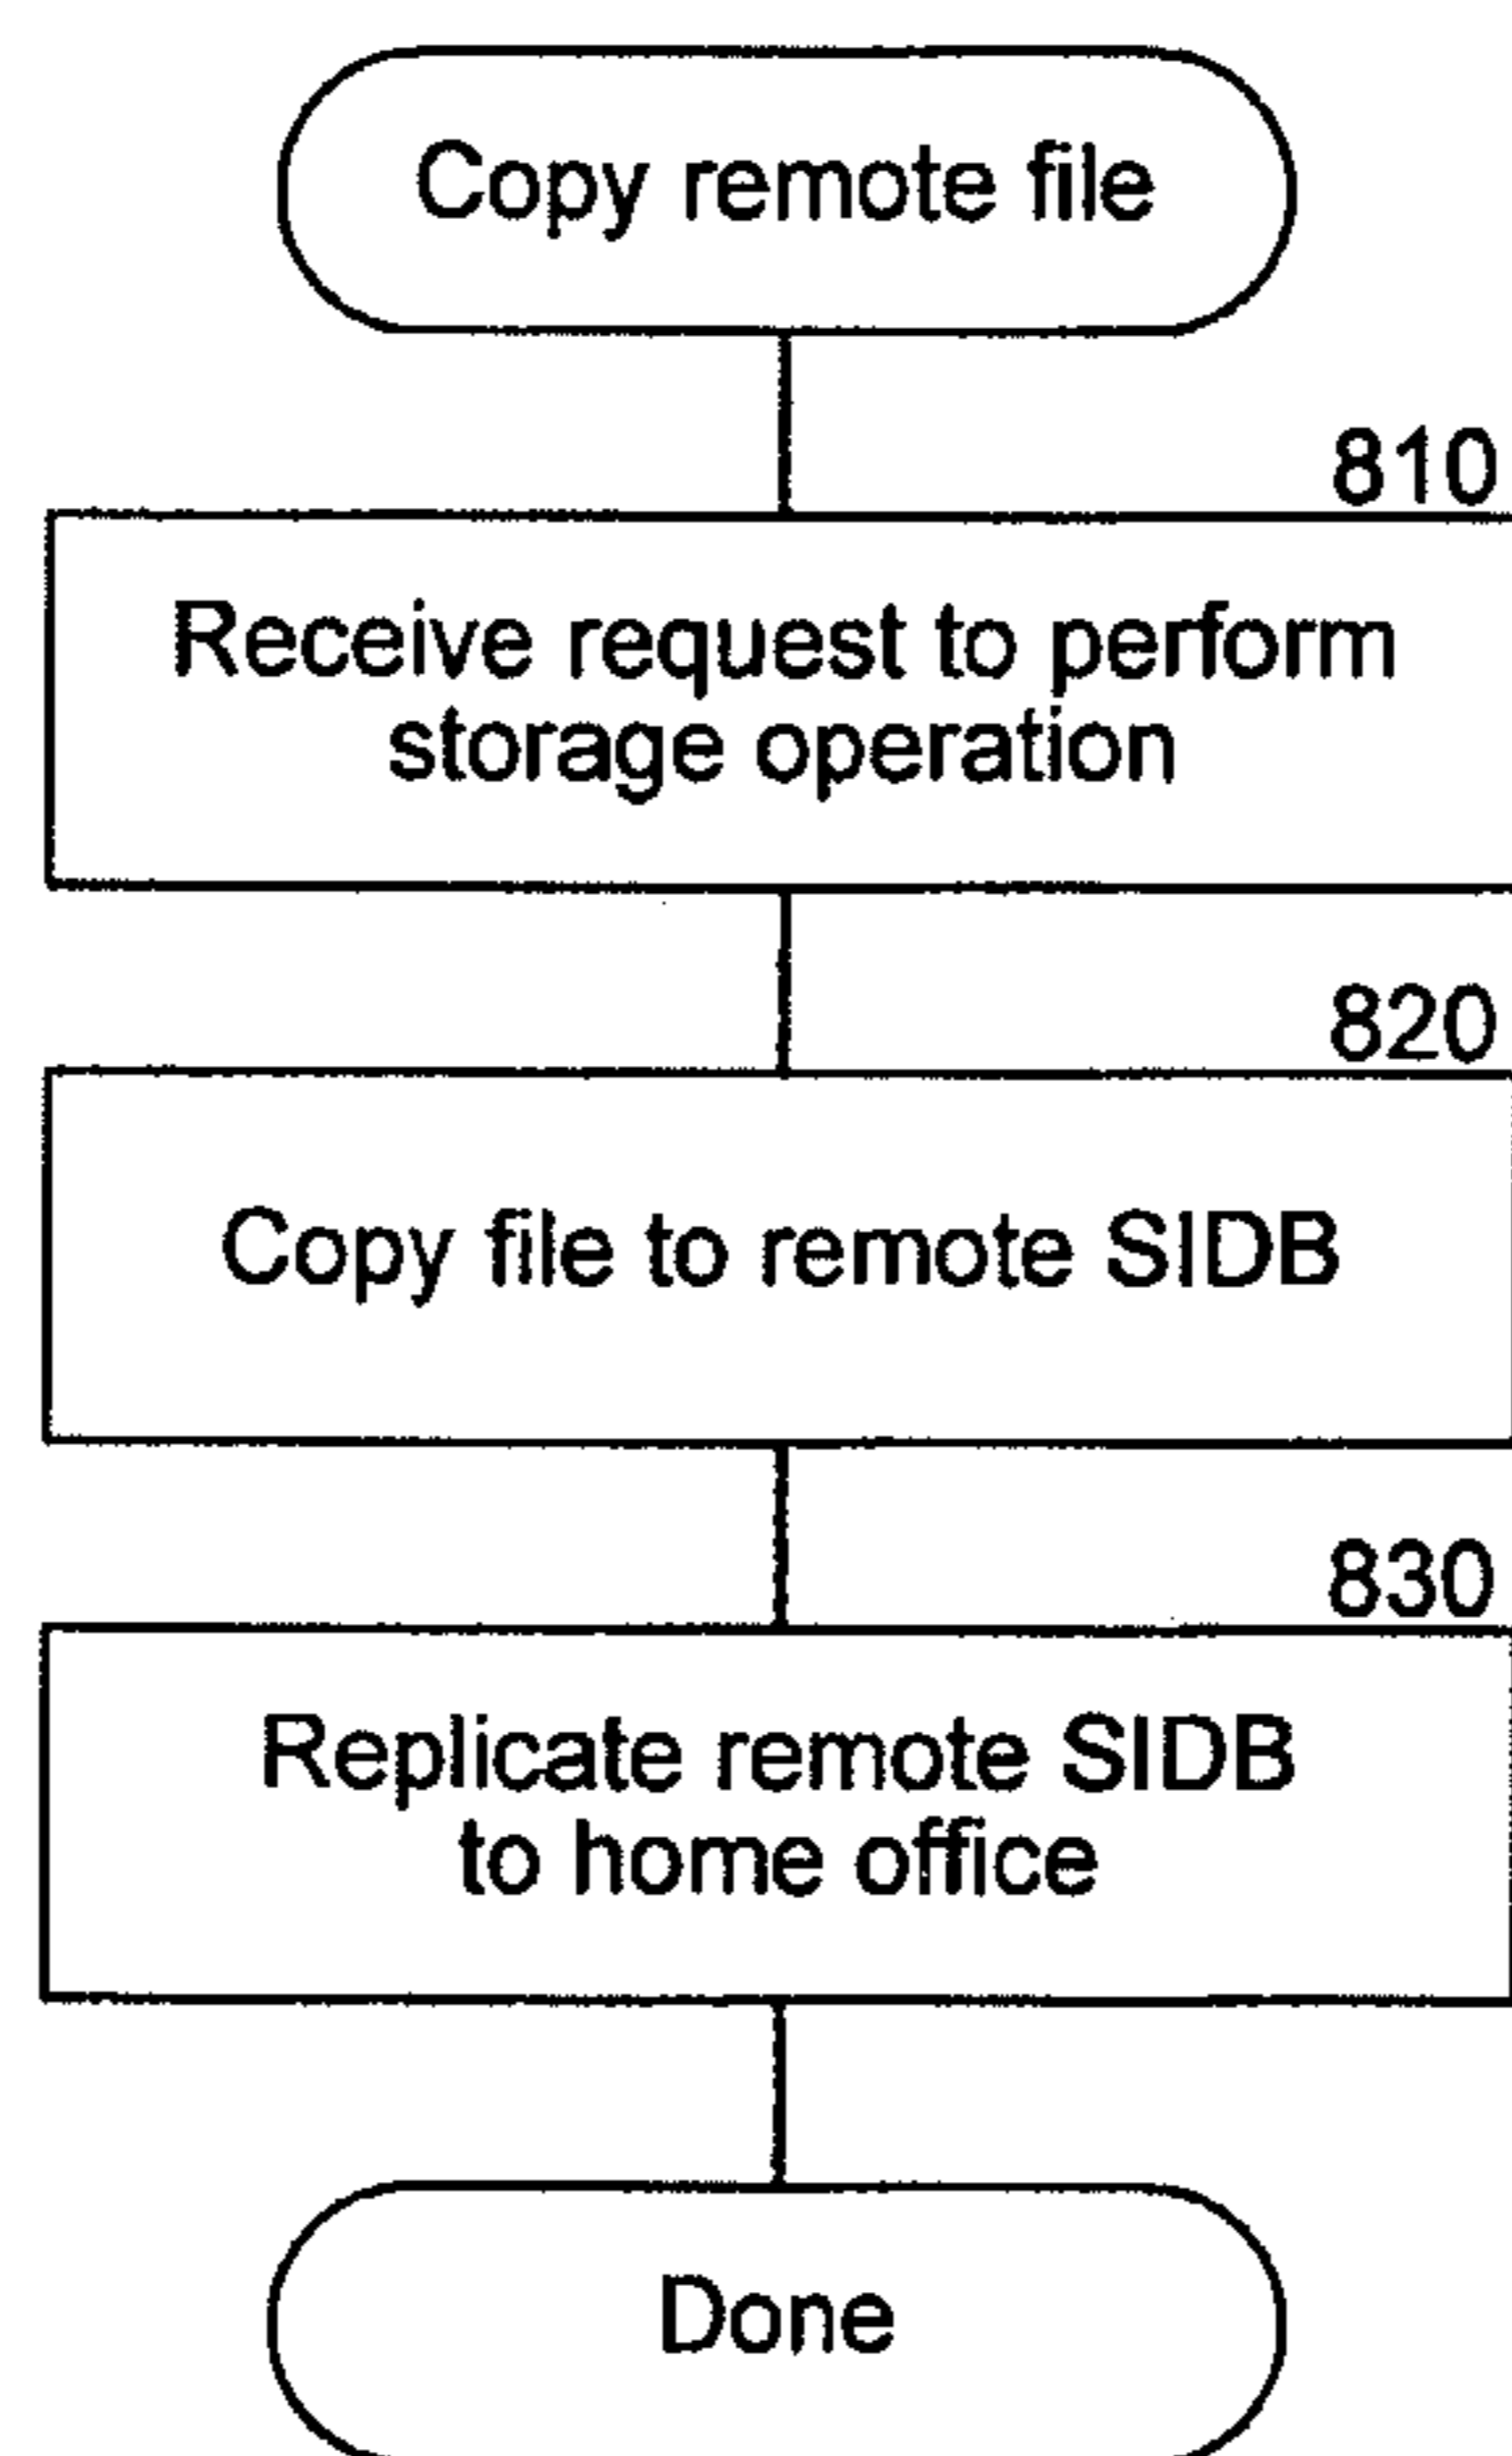 Copy remote file
810
Receive request to perform
storage operation
820
Copy file to remote SIDB
830
Replicate remote SIDB
to home office
Done